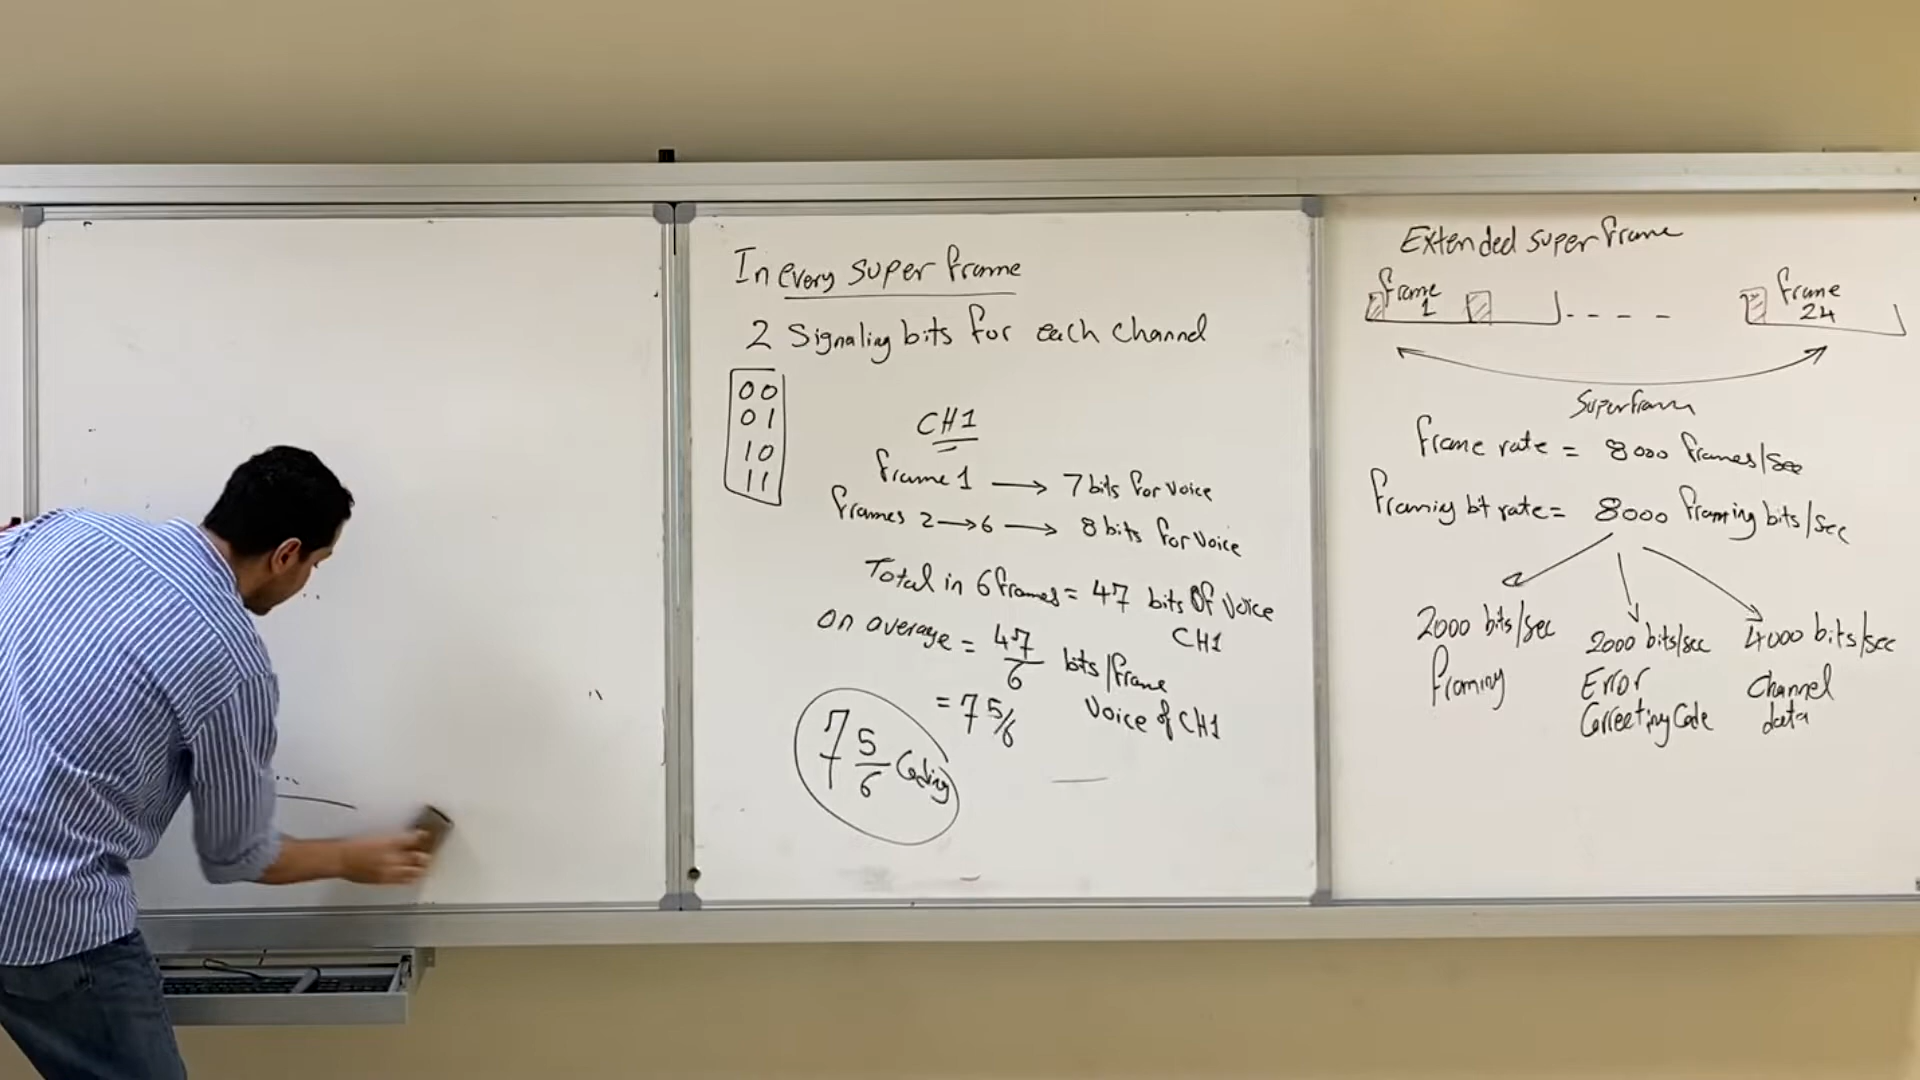 In every super frame
2 Signaling bits for each channel
00
01
10
11
CH1
frame 1 → 7 bits for voice
frames 2 → 6 → 8 bits for voice
Total in 6 frames = 47 bits of voice
CH1
on average = 47/6 bits/frame
= 7 5/6 voice of CH1
7 5/6 Coding
Extended super frame
frame 1 - - - - frame 24
Superframe
frame rate = 8000 frames/sec
framing bit rate = 8000 framing bits/sec
2000 bits/sec
framing
2000 bits/sec
Error
Correcting Code
4000 bits/sec
Channel
data